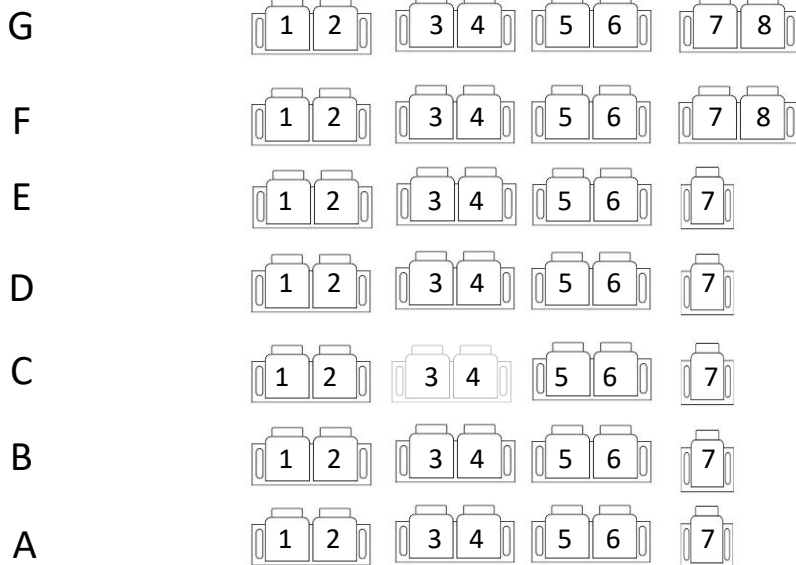 G 1 2 3 4 5 6 7 8
F 1 2 3 4 5 6 7 8
E 1 2 3 4 5 6 7
D 1 2 3 4 5 6 7
C 1 2 3 4 5 6 7
B 1 2 3 4 5 6 7
A 1 2 3 4 5 6 7